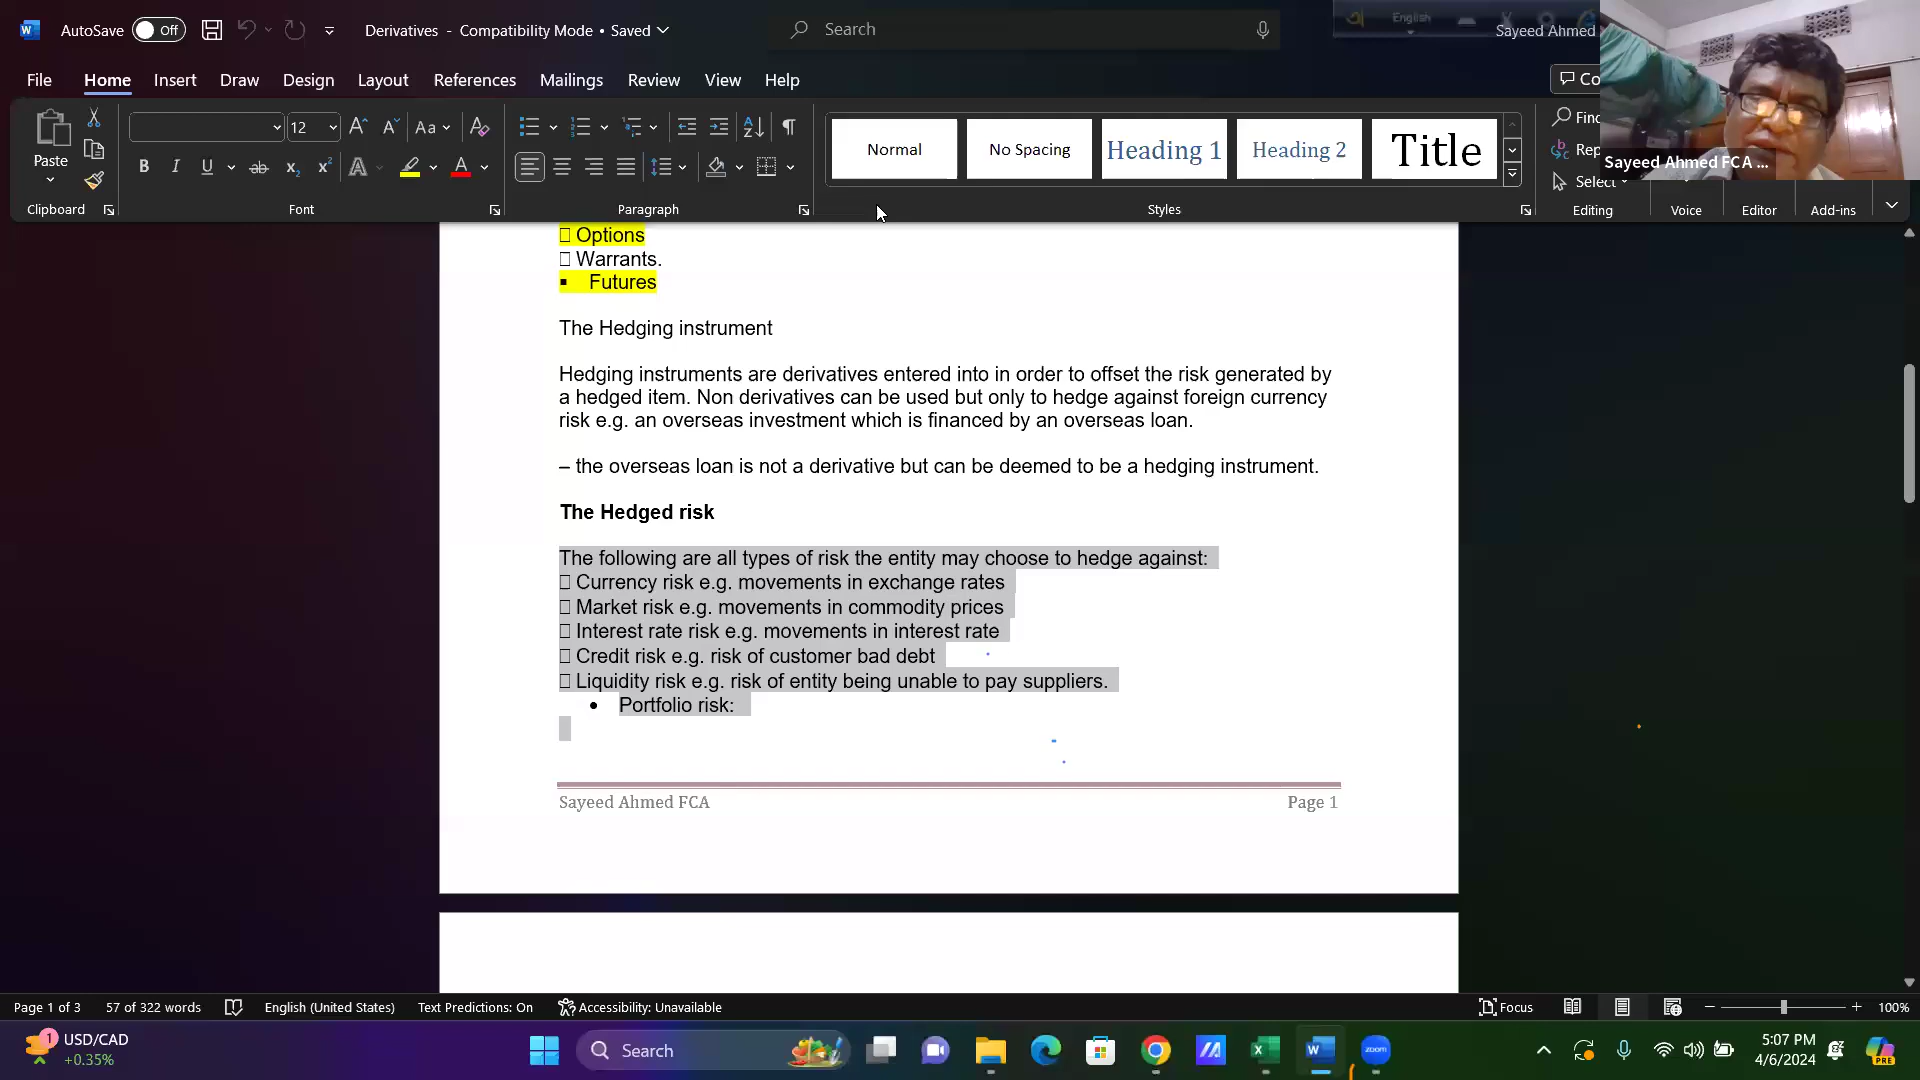 AutoSave Off Derivatives - Compatibility Mode • Saved Search English Sayeed Ahmed
File Home Insert Draw Design Layout References Mailings Review View Help Co
Paste 12 Aa Normal No Spacing Heading 1 Heading 2 Title Find Rep Select
Sayeed Ahmed FCA ...
Clipboard Font Paragraph Styles Editing Voice Editor Add-ins
Options
Warrants.
Futures
The Hedging instrument
Hedging instruments are derivatives entered into in order to offset the risk generated by
a hedged item. Non derivatives can be used but only to hedge against foreign currency
risk e.g. an overseas investment which is financed by an overseas loan.
– the overseas loan is not a derivative but can be deemed to be a hedging instrument.
The Hedged risk
The following are all types of risk the entity may choose to hedge against:
Currency risk e.g. movements in exchange rates
Market risk e.g. movements in commodity prices
Interest rate risk e.g. movements in interest rate
Credit risk e.g. risk of customer bad debt
Liquidity risk e.g. risk of entity being unable to pay suppliers.
• Portfolio risk:
Sayeed Ahmed FCA Page 1
Page 1 of 3 57 of 322 words English (United States) Text Predictions: On Accessibility: Unavailable Focus 100%
USD/CAD
+0.35%
Search
zoom
5:07 PM
4/6/2024